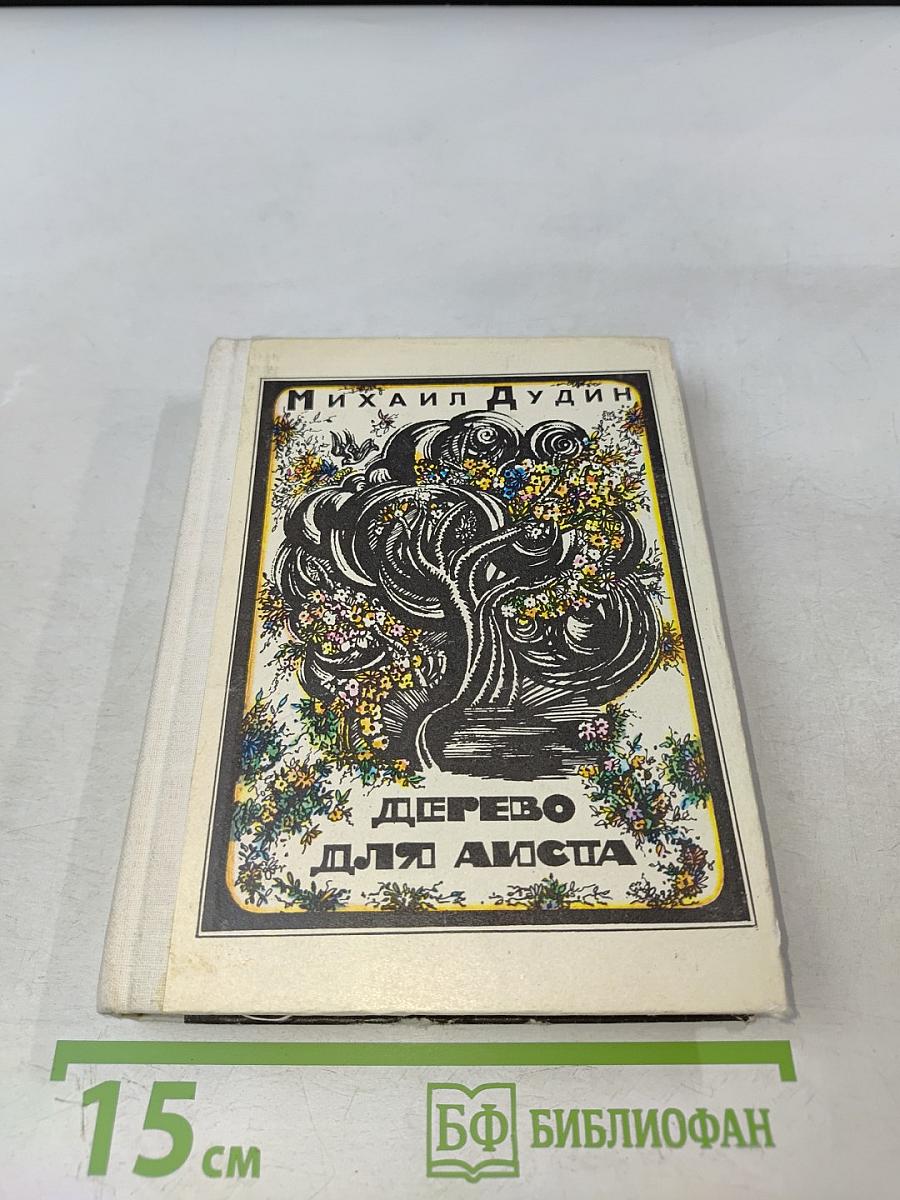 Михаил Дудин
ДЕРЕВО
ДЛЯ АИСТА
15 см
БФ БИБЛИОФАН